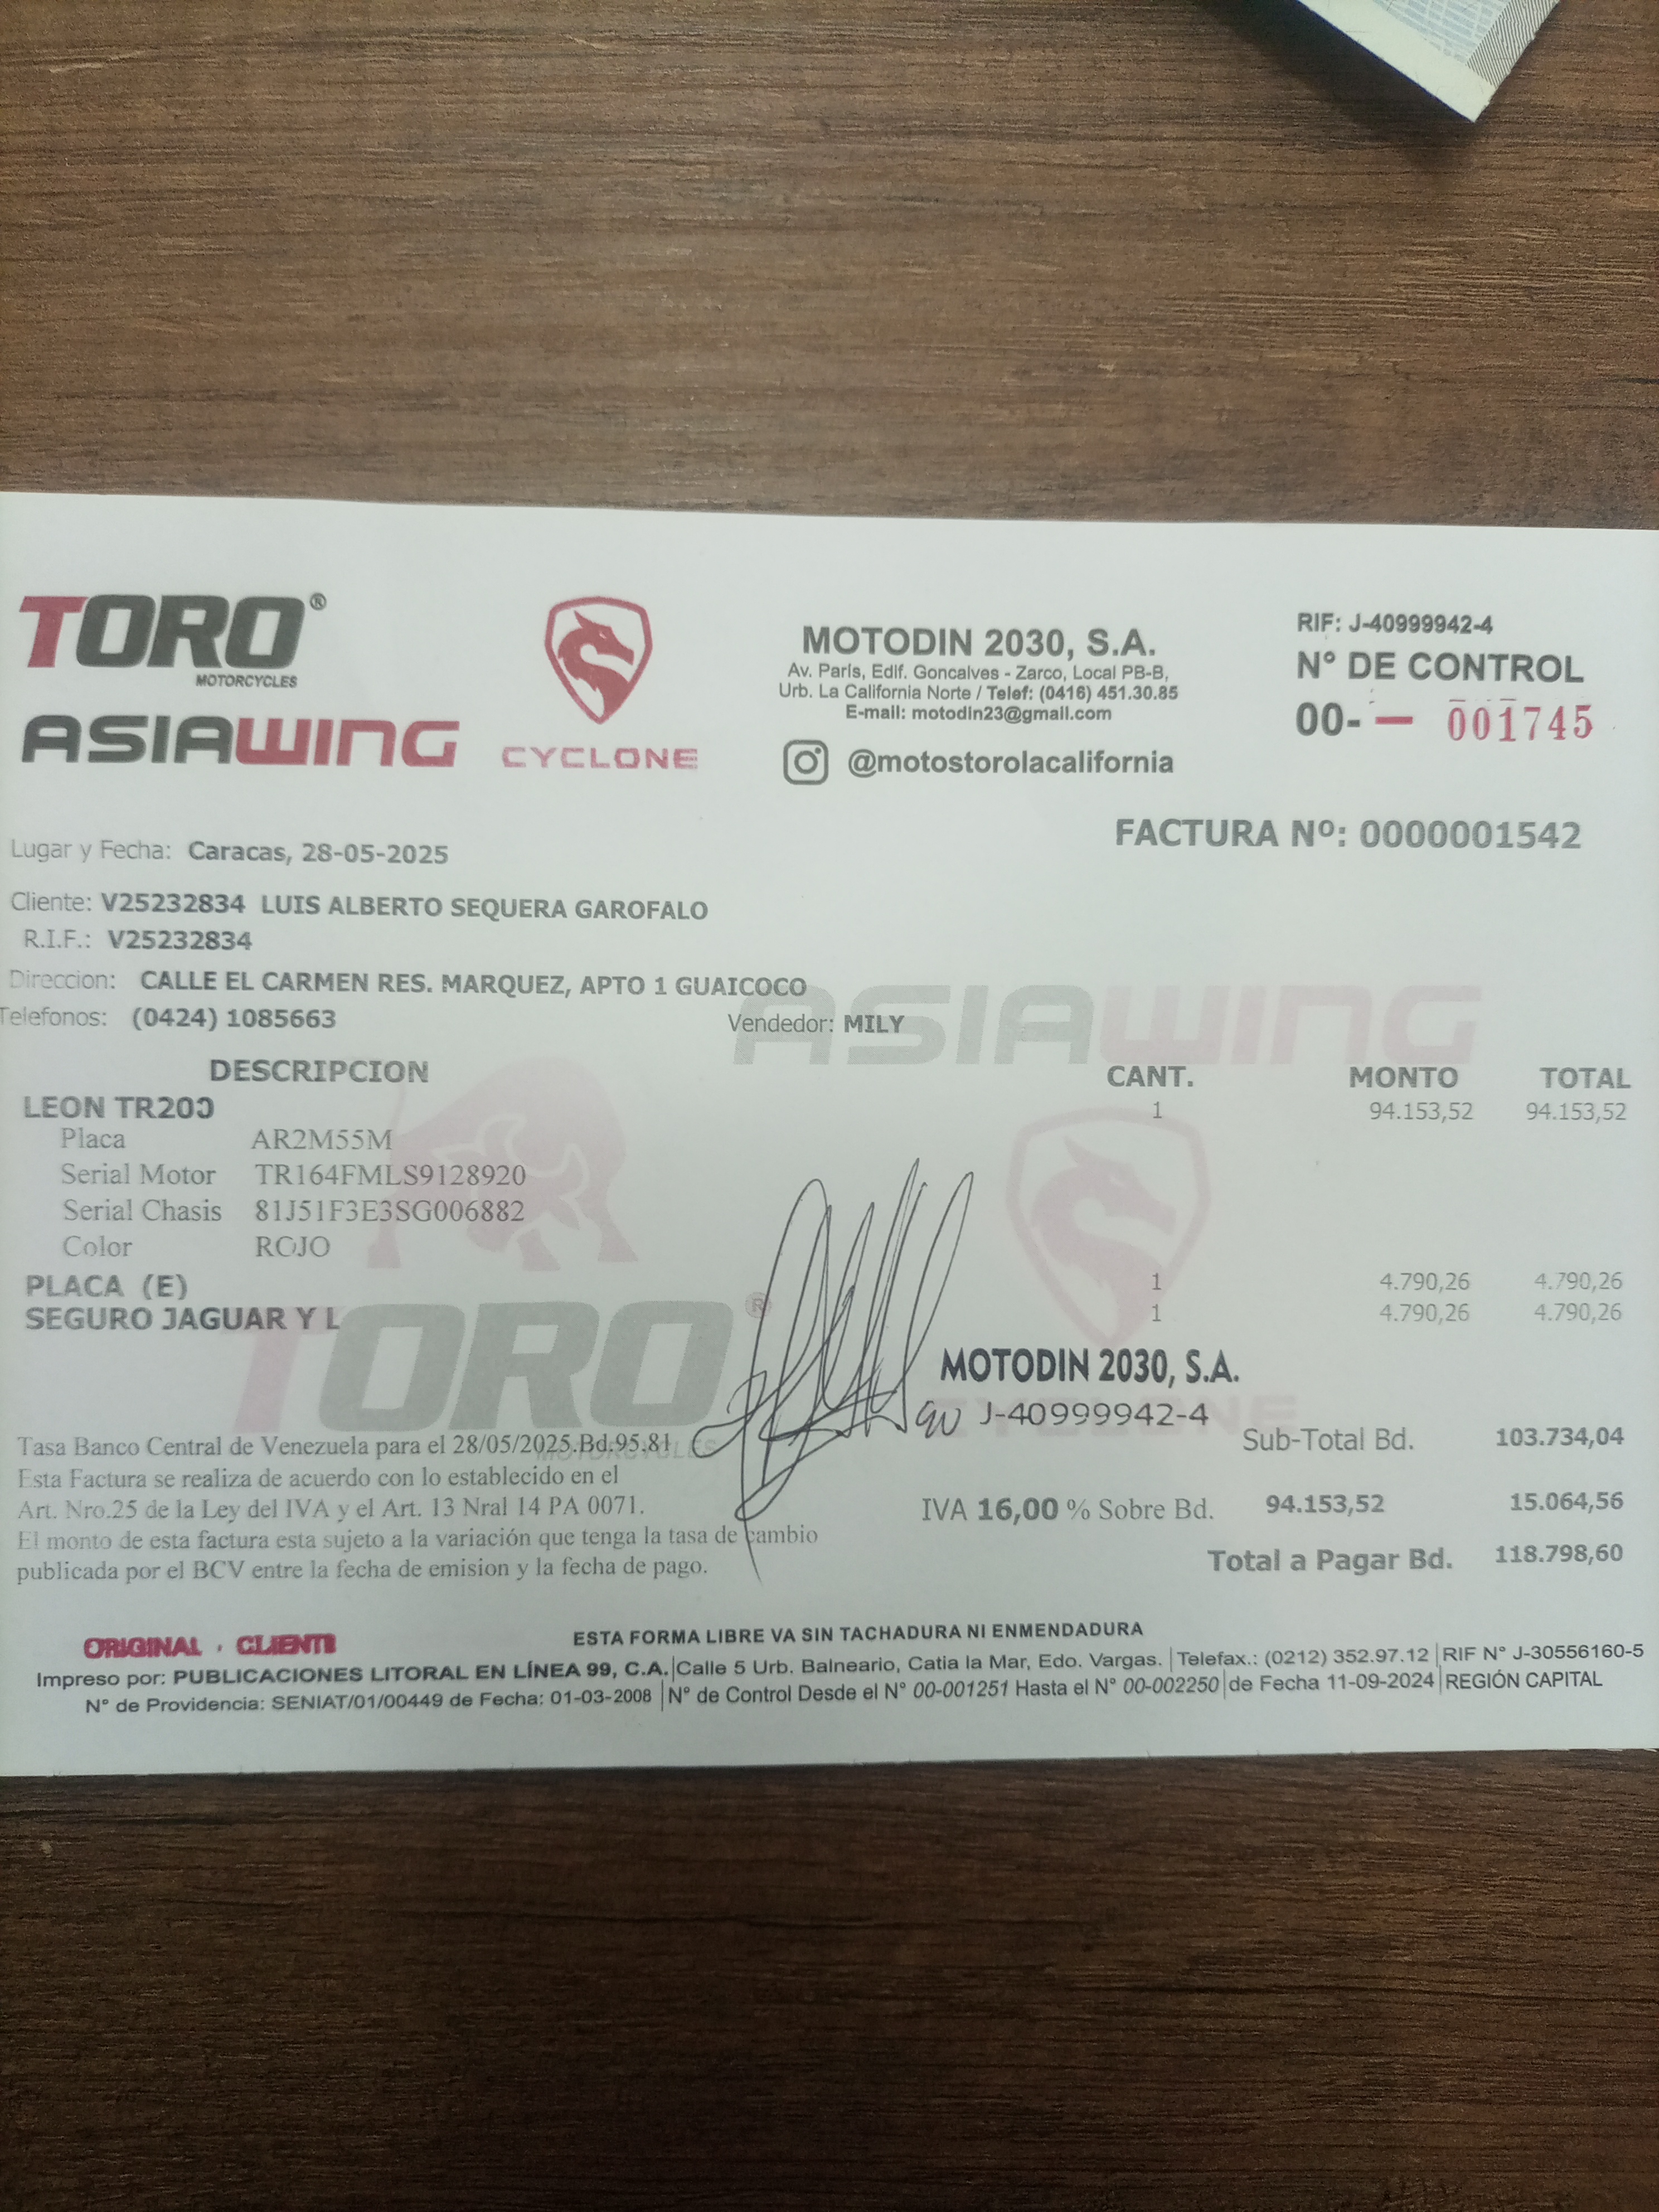 TORO®
MOTORCYCLES
ASIAWING
CYCLONE
MOTODIN 2030, S.A.
Av. París, Edif. Goncalves - Zarco, Local PB-B,
Urb. La California Norte / Telef: (0416) 451.30.85
E-mail: motodin23@gmail.com
@motostorolacalifornia
RIF: J-40999942-4
N° DE CONTROL
00- — 001745
FACTURA Nº: 0000001542
Lugar y Fecha: Caracas, 28-05-2025
Cliente: V25232834 LUIS ALBERTO SEQUERA GAROFALO
R.I.F.: V25232834
Direccion: CALLE EL CARMEN RES. MARQUEZ, APTO 1 GUAICOCO
Telefonos: (0424) 1085663 Vendedor: MILY
ASIAWING
DESCRIPCION CANT. MONTO TOTAL
LEON TR200 1 94.153,52 94.153,52
Placa AR2M55M
Serial Motor TR164FMLS9128920
Serial Chasis 81J51F3E3SG006882
Color ROJO
PLACA (E) 1 4.790,26 4.790,26
SEGURO JAGUAR Y L 1 4.790,26 4.790,26
TORO®
MOTORCYCLES
CYCLONE
MOTODIN 2030, S.A.
J-40999942-4
Tasa Banco Central de Venezuela para el 28/05/2025.Bd.95.81
Sub-Total Bd. 103.734,04
Esta Factura se realiza de acuerdo con lo establecido en el
Art. Nro.25 de la Ley del IVA y el Art. 13 Nral 14 PA 0071.
IVA 16,00 % Sobre Bd. 94.153,52 15.064,56
El monto de esta factura esta sujeto a la variación que tenga la tasa de cambio
publicada por el BCV entre la fecha de emision y la fecha de pago.
Total a Pagar Bd. 118.798,60
ORIGINAL - CLIENTE
ESTA FORMA LIBRE VA SIN TACHADURA NI ENMENDADURA
Impreso por: PUBLICACIONES LITORAL EN LÍNEA 99, C.A. | Calle 5 Urb. Balneario, Catia la Mar, Edo. Vargas. | Telefax.: (0212) 352.97.12 | RIF N° J-30556160-5
N° de Providencia: SENIAT/01/00449 de Fecha: 01-03-2008 | N° de Control Desde el N° 00-001251 Hasta el N° 00-002250 | de Fecha 11-09-2024 | REGIÓN CAPITAL